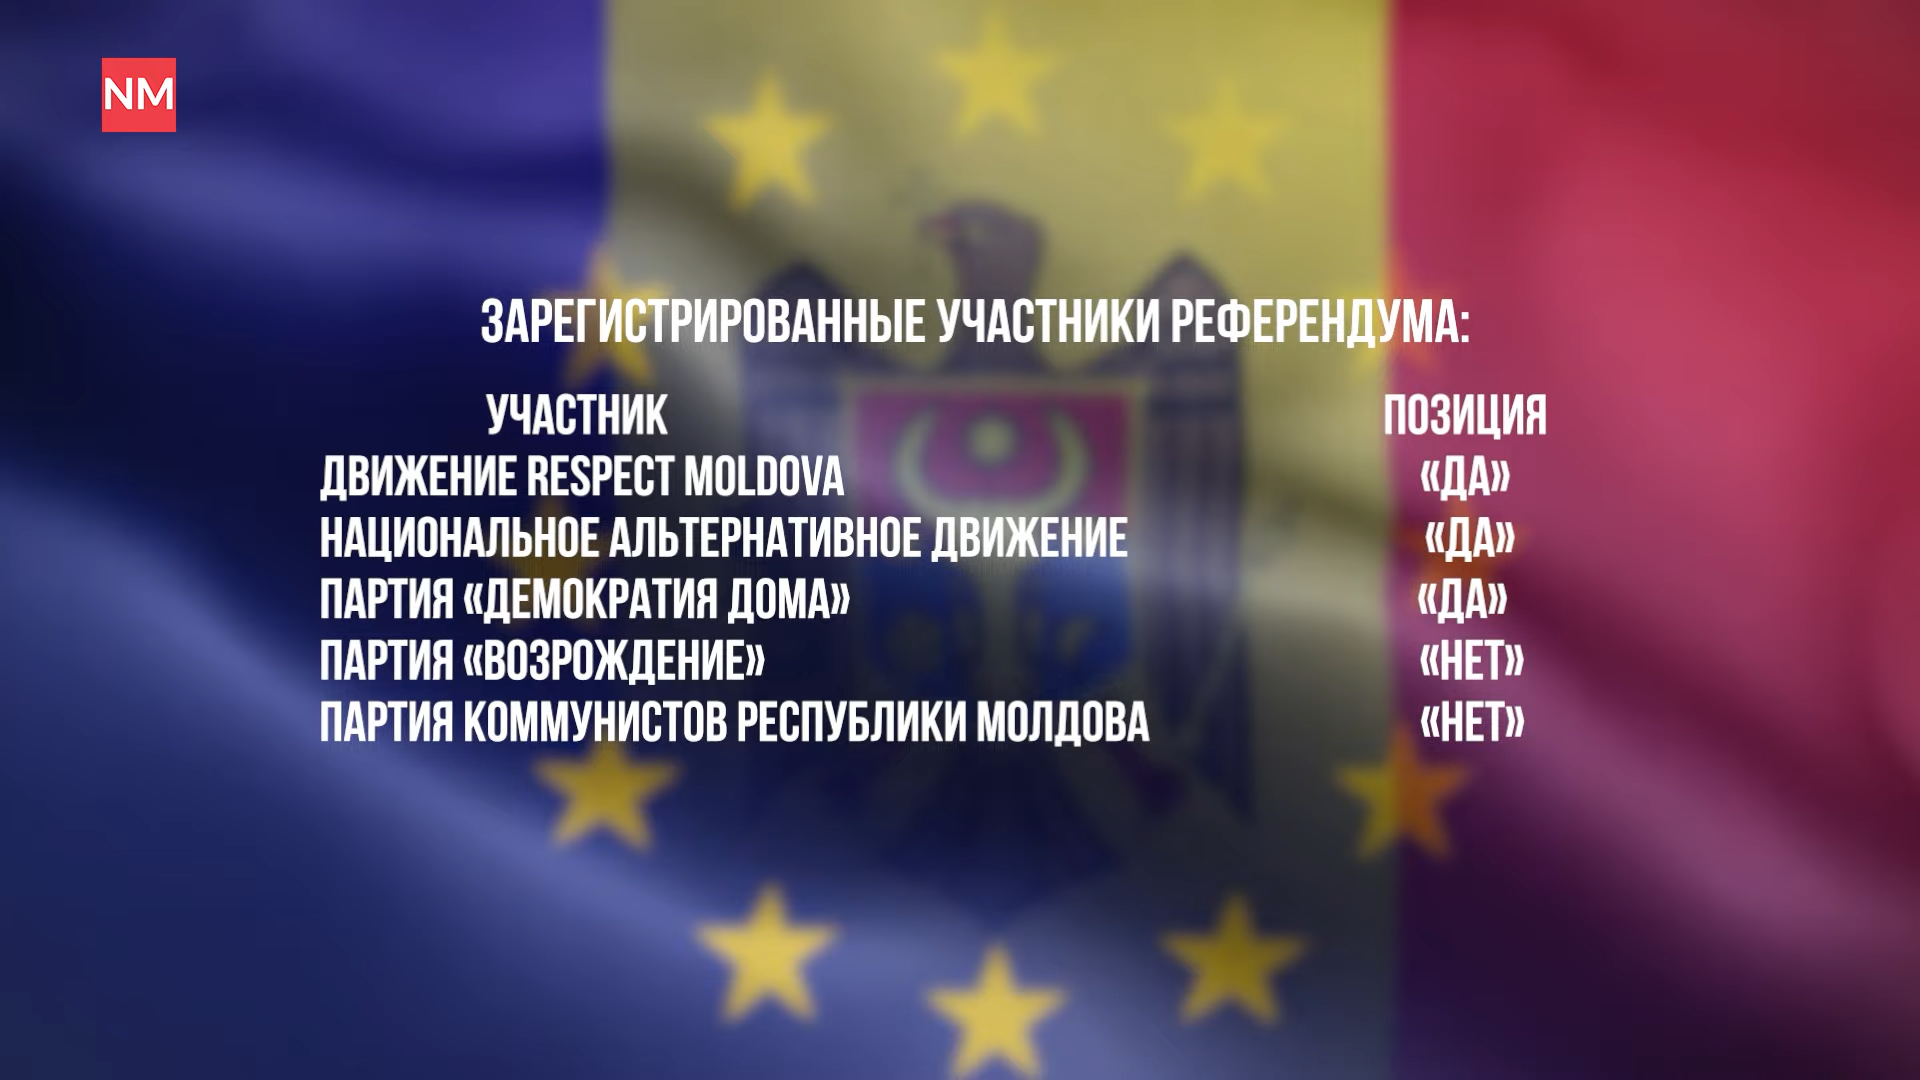 NM
ЗАРЕГИСТРИРОВАННЫЕ УЧАСТНИКИ РЕФЕРЕНДУМА:
УЧАСТНИК ПОЗИЦИЯ
ДВИЖЕНИЕ RESPECT MOLDOVA «ДА»
НАЦИОНАЛЬНОЕ АЛЬТЕРНАТИВНОЕ ДВИЖЕНИЕ «ДА»
ПАРТИЯ «ДЕМОКРАТИЯ ДОМА» «ДА»
ПАРТИЯ «ВОЗРОЖДЕНИЕ» «НЕТ»
ПАРТИЯ КОММУНИСТОВ РЕСПУБЛИКИ МОЛДОВА «НЕТ»